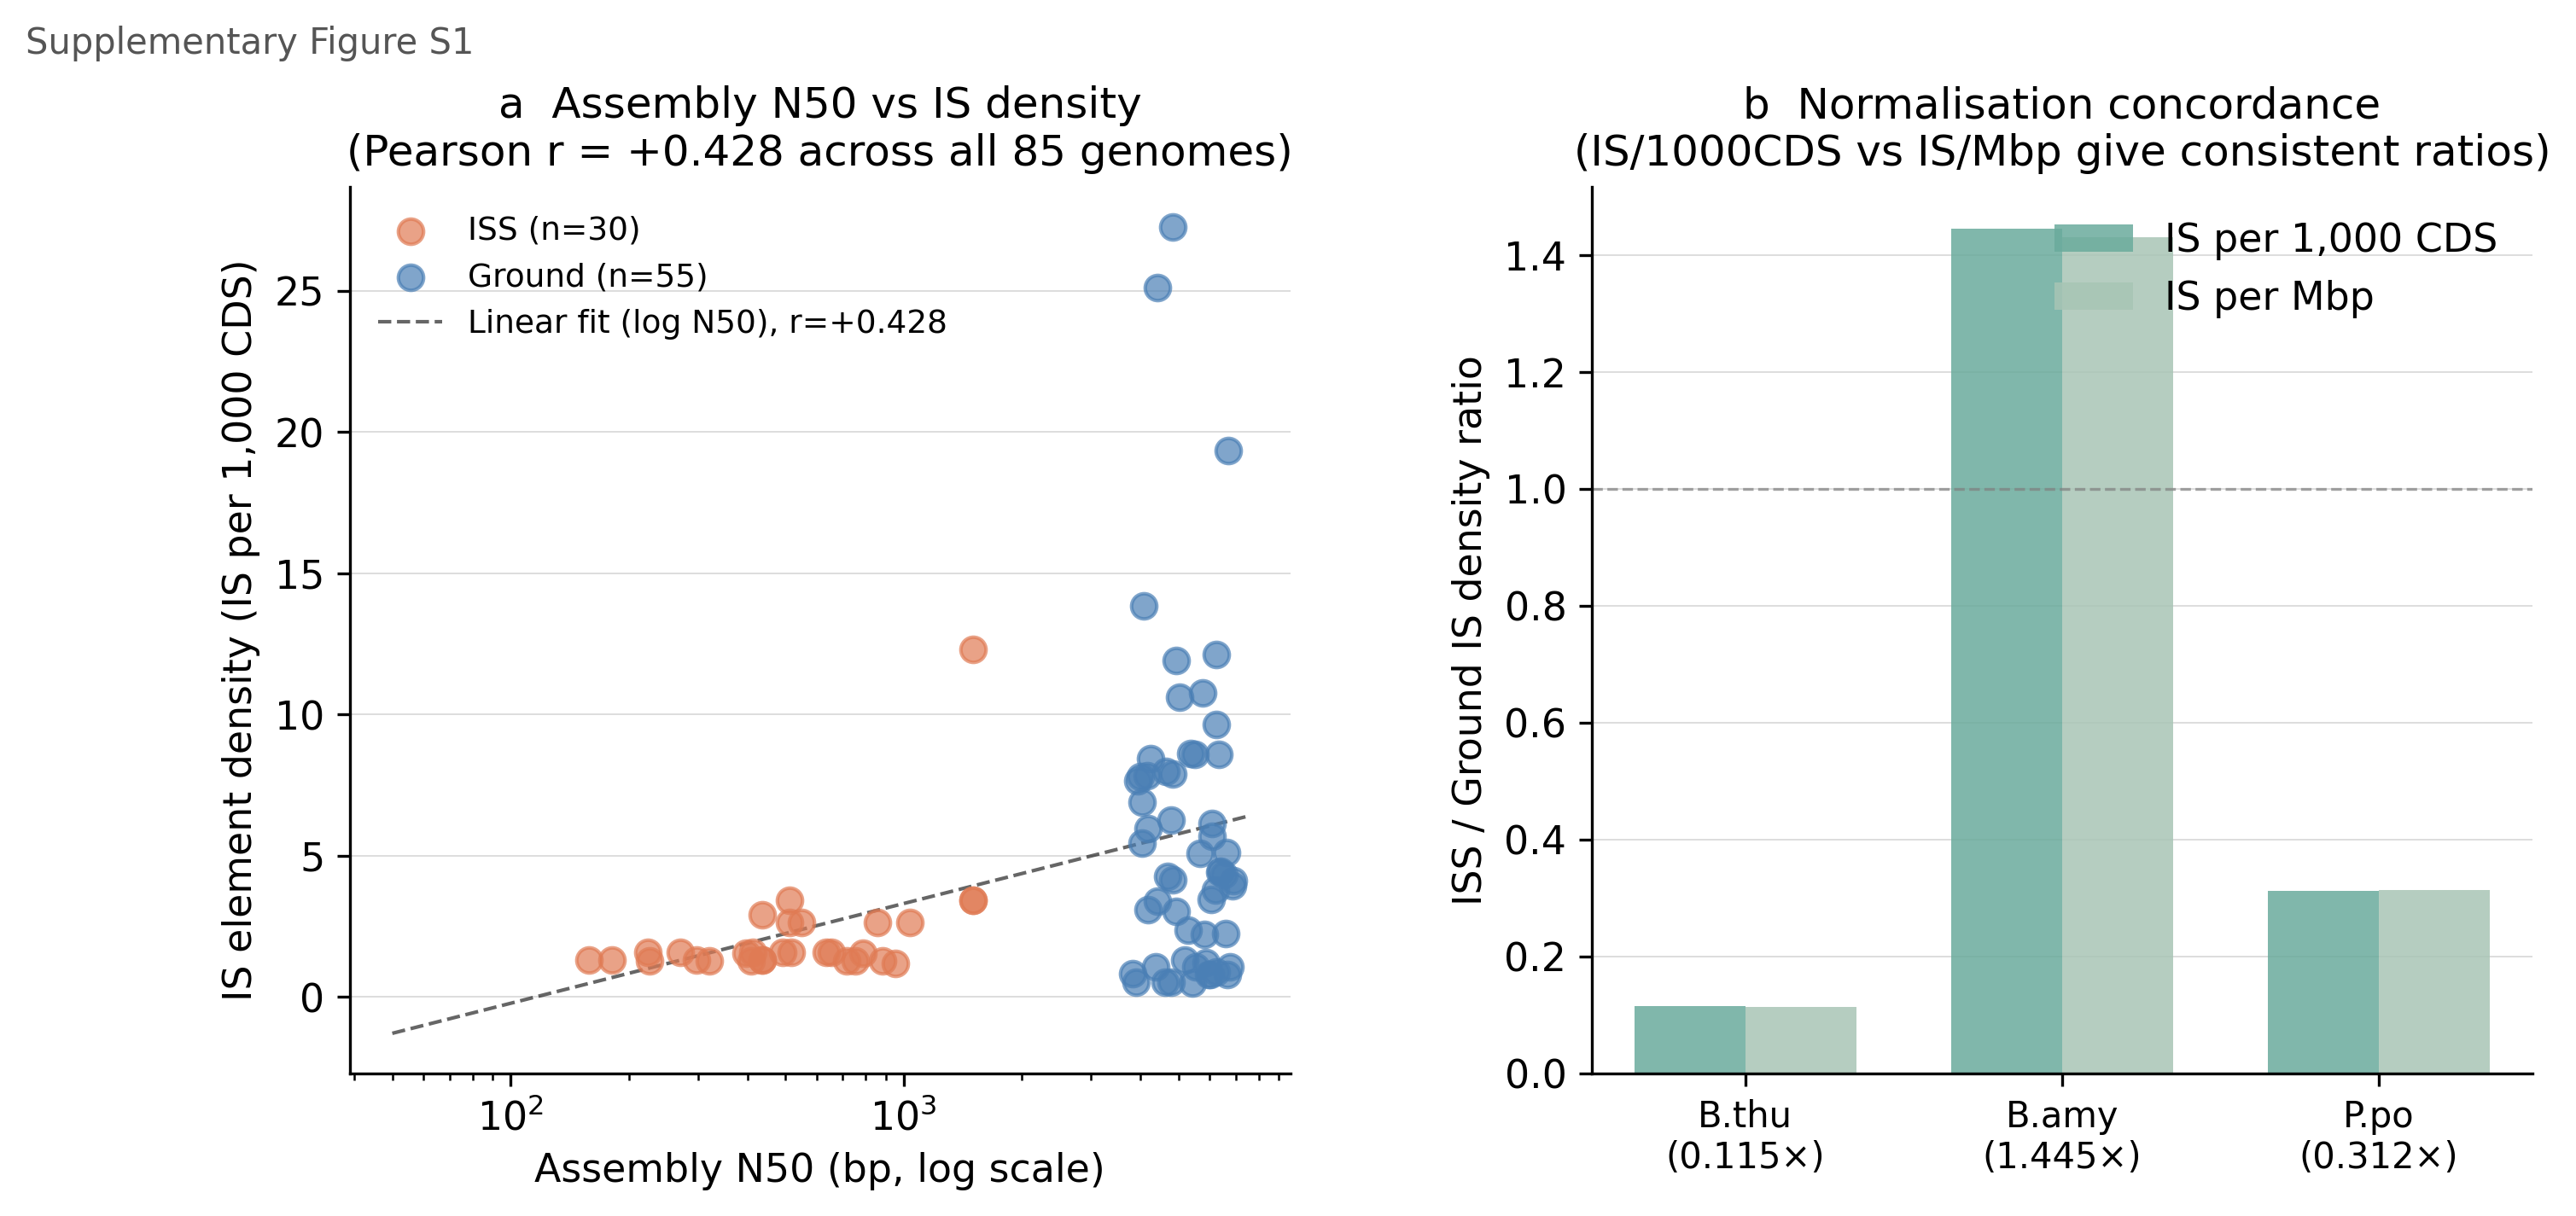 Supplementary Figure S1
a  Assembly N50 vs IS density
(Pearson r = +0.428 across all 85 genomes)
ISS (n=30)
Ground (n=55)
Linear fit (log N50), r=+0.428
IS element density (IS per 1,000 CDS)
25
20
15
10
5
0
10²
10³
Assembly N50 (bp, log scale)
b  Normalisation concordance
(IS/1000CDS vs IS/Mbp give consistent ratios)
IS per 1,000 CDS
IS per Mbp
ISS / Ground IS density ratio
1.4
1.2
1.0
0.8
0.6
0.4
0.2
0.0
B.thu
(0.115×)
B.amy
(1.445×)
P.po
(0.312×)